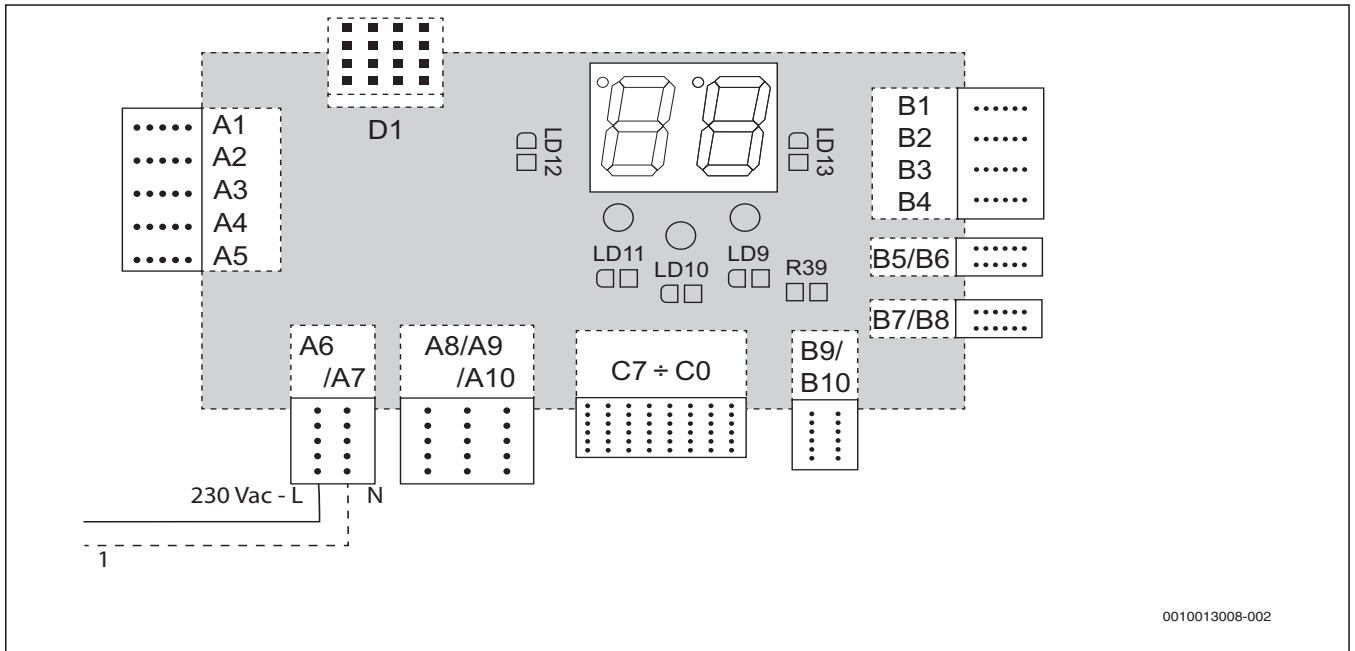 D1
A1
A2
A3
A4
A5
LD12
LD13
B1
B2
B3
B4
LD11
LD10
LD9
R39
B5/B6
B7/B8
A6
/A7
A8/A9
/A10
C7 ÷ C0
B9/
B10
230 Vac - L
N
1
0010013008-002